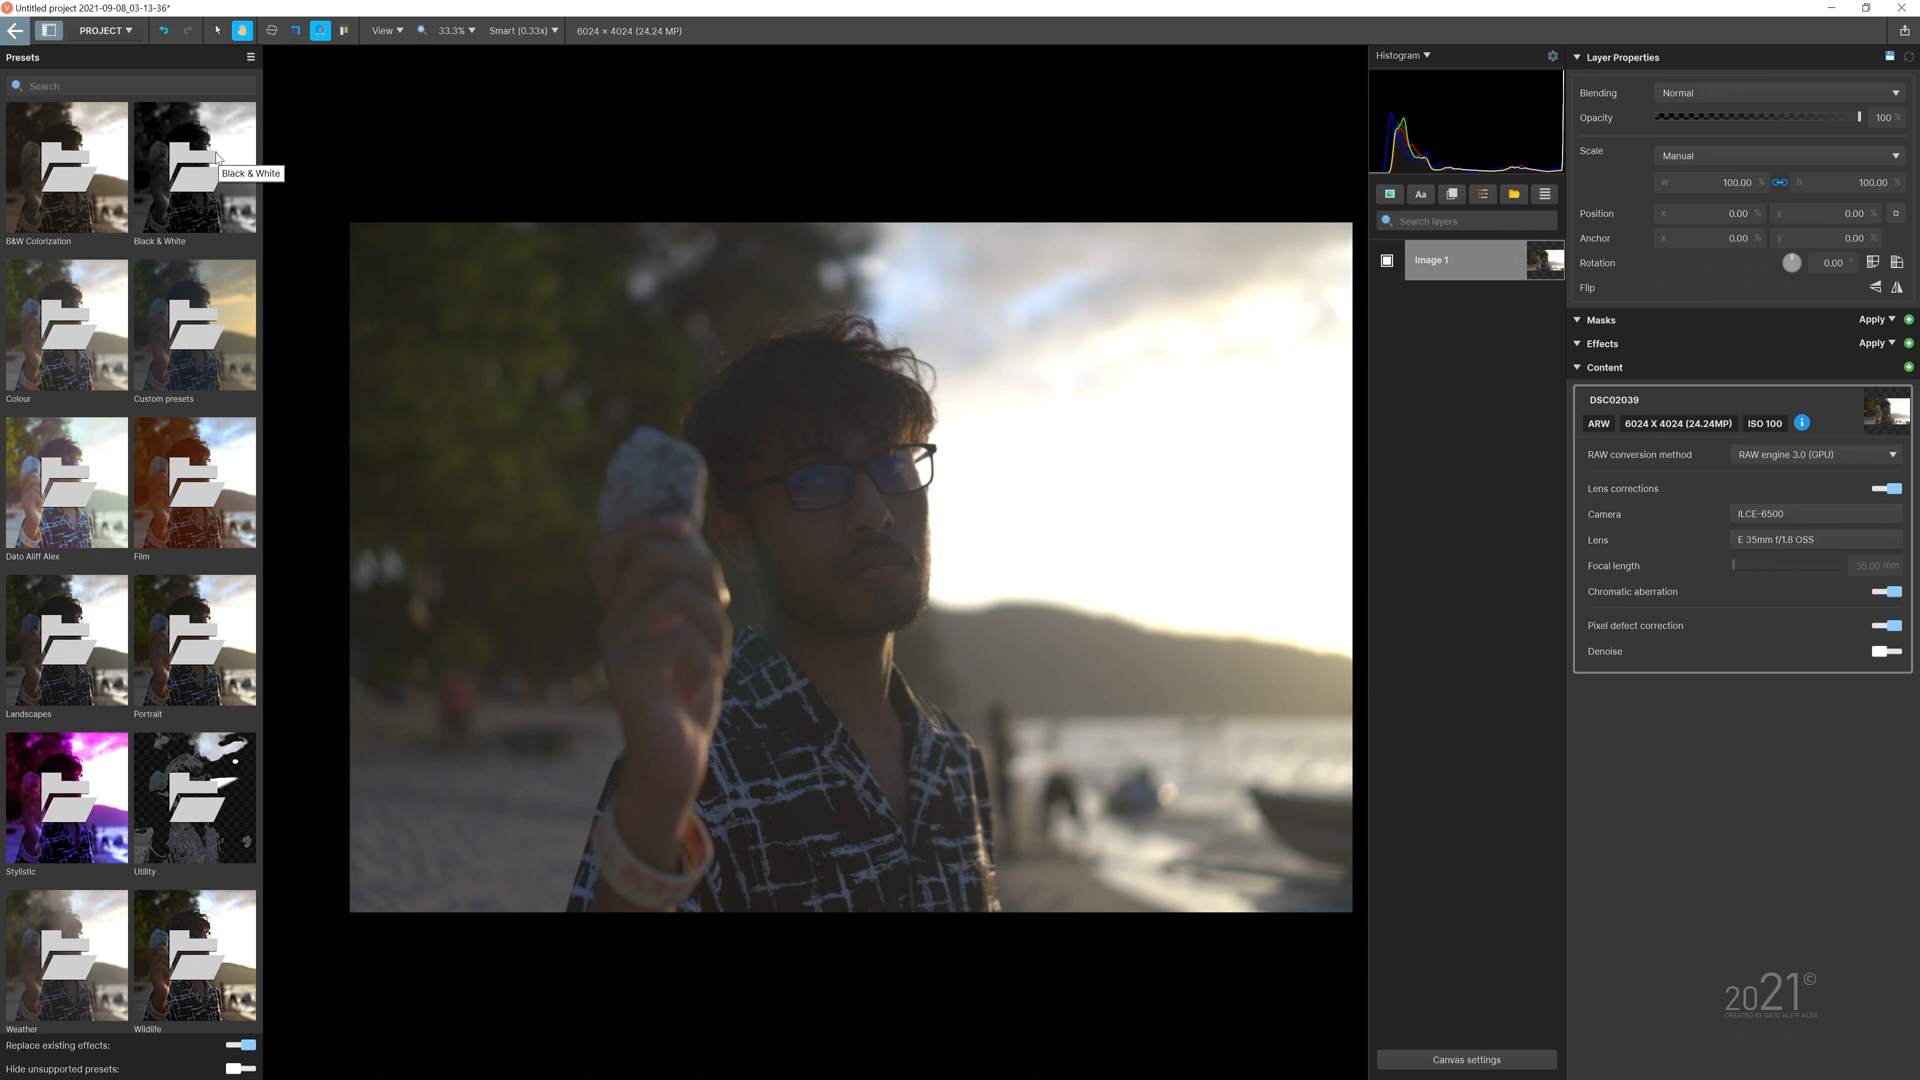 Untitled project 2021-09-08_03-13-36*
PROJECT
View
33.3%
Smart (0.33x)
6024 × 4024 (24.24 MP)
Presets
Search
Black & White
B&W Colorization
Black & White
Colour
Custom presets
Dato Aliff Alex
Film
Landscapes
Portrait
Stylistic
Utility
Weather
Wildlife
Replace existing effects:
Hide unsupported presets:
Histogram
Aa
Search layers
Image 1
Canvas settings
Layer Properties
Blending
Normal
Opacity
100 %
Scale
Manual
w 100.00 % h 100.00 %
Position x 0.00 % y 0.00 %
Anchor x 0.00 % y 0.00 %
Rotation 0.00 °
Flip
Masks Apply
Effects Apply
Content
DSC02039
ARW 6024 X 4024 (24.24MP) ISO 100 i
RAW conversion method RAW engine 3.0 (GPU)
Lens corrections
Camera ILCE-6500
Lens E 35mm f/1.8 OSS
Focal length 35.00 mm
Chromatic aberration
Pixel defect correction
Denoise
2021©
CREATED BY DATO ALIFF ALEX